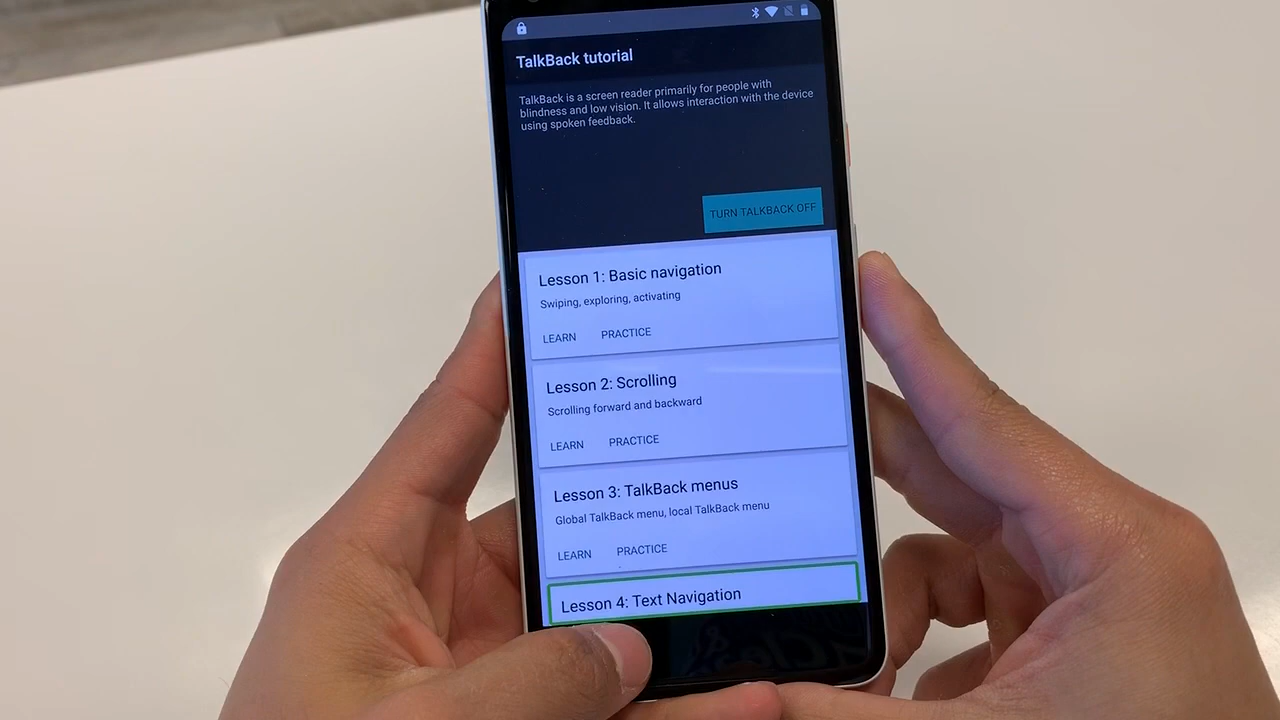 TalkBack tutorial
TalkBack is a screen reader primarily for people with
blindness and low vision. It allows interaction with the device
using spoken feedback.
TURN TALKBACK OFF
Lesson 1: Basic navigation
Swiping, exploring, activating
LEARN PRACTICE
Lesson 2: Scrolling
Scrolling forward and backward
LEARN PRACTICE
Lesson 3: TalkBack menus
Global TalkBack menu, local TalkBack menu
LEARN PRACTICE
Lesson 4: Text Navigation